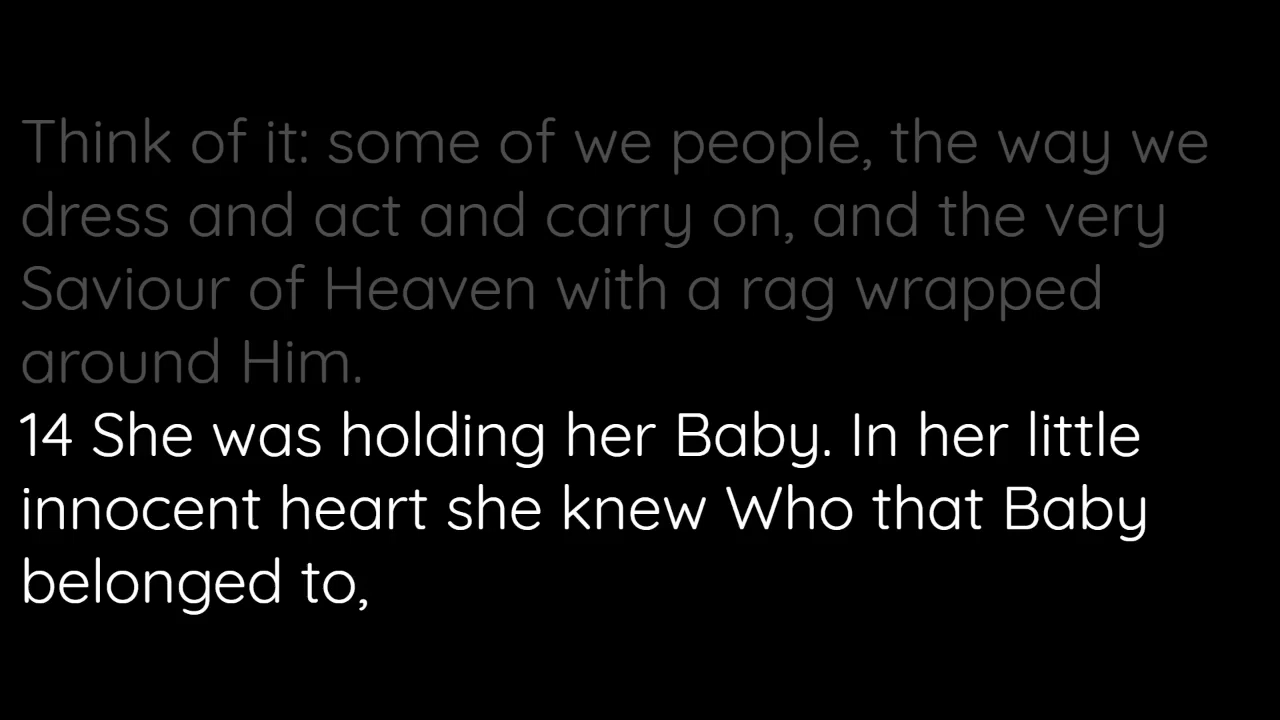 Think of it: some of we people, the way we
dress and act and carry on, and the very
Saviour of Heaven with a rag wrapped
around Him.
14 She was holding her Baby. In her little
innocent heart she knew Who that Baby
belonged to,